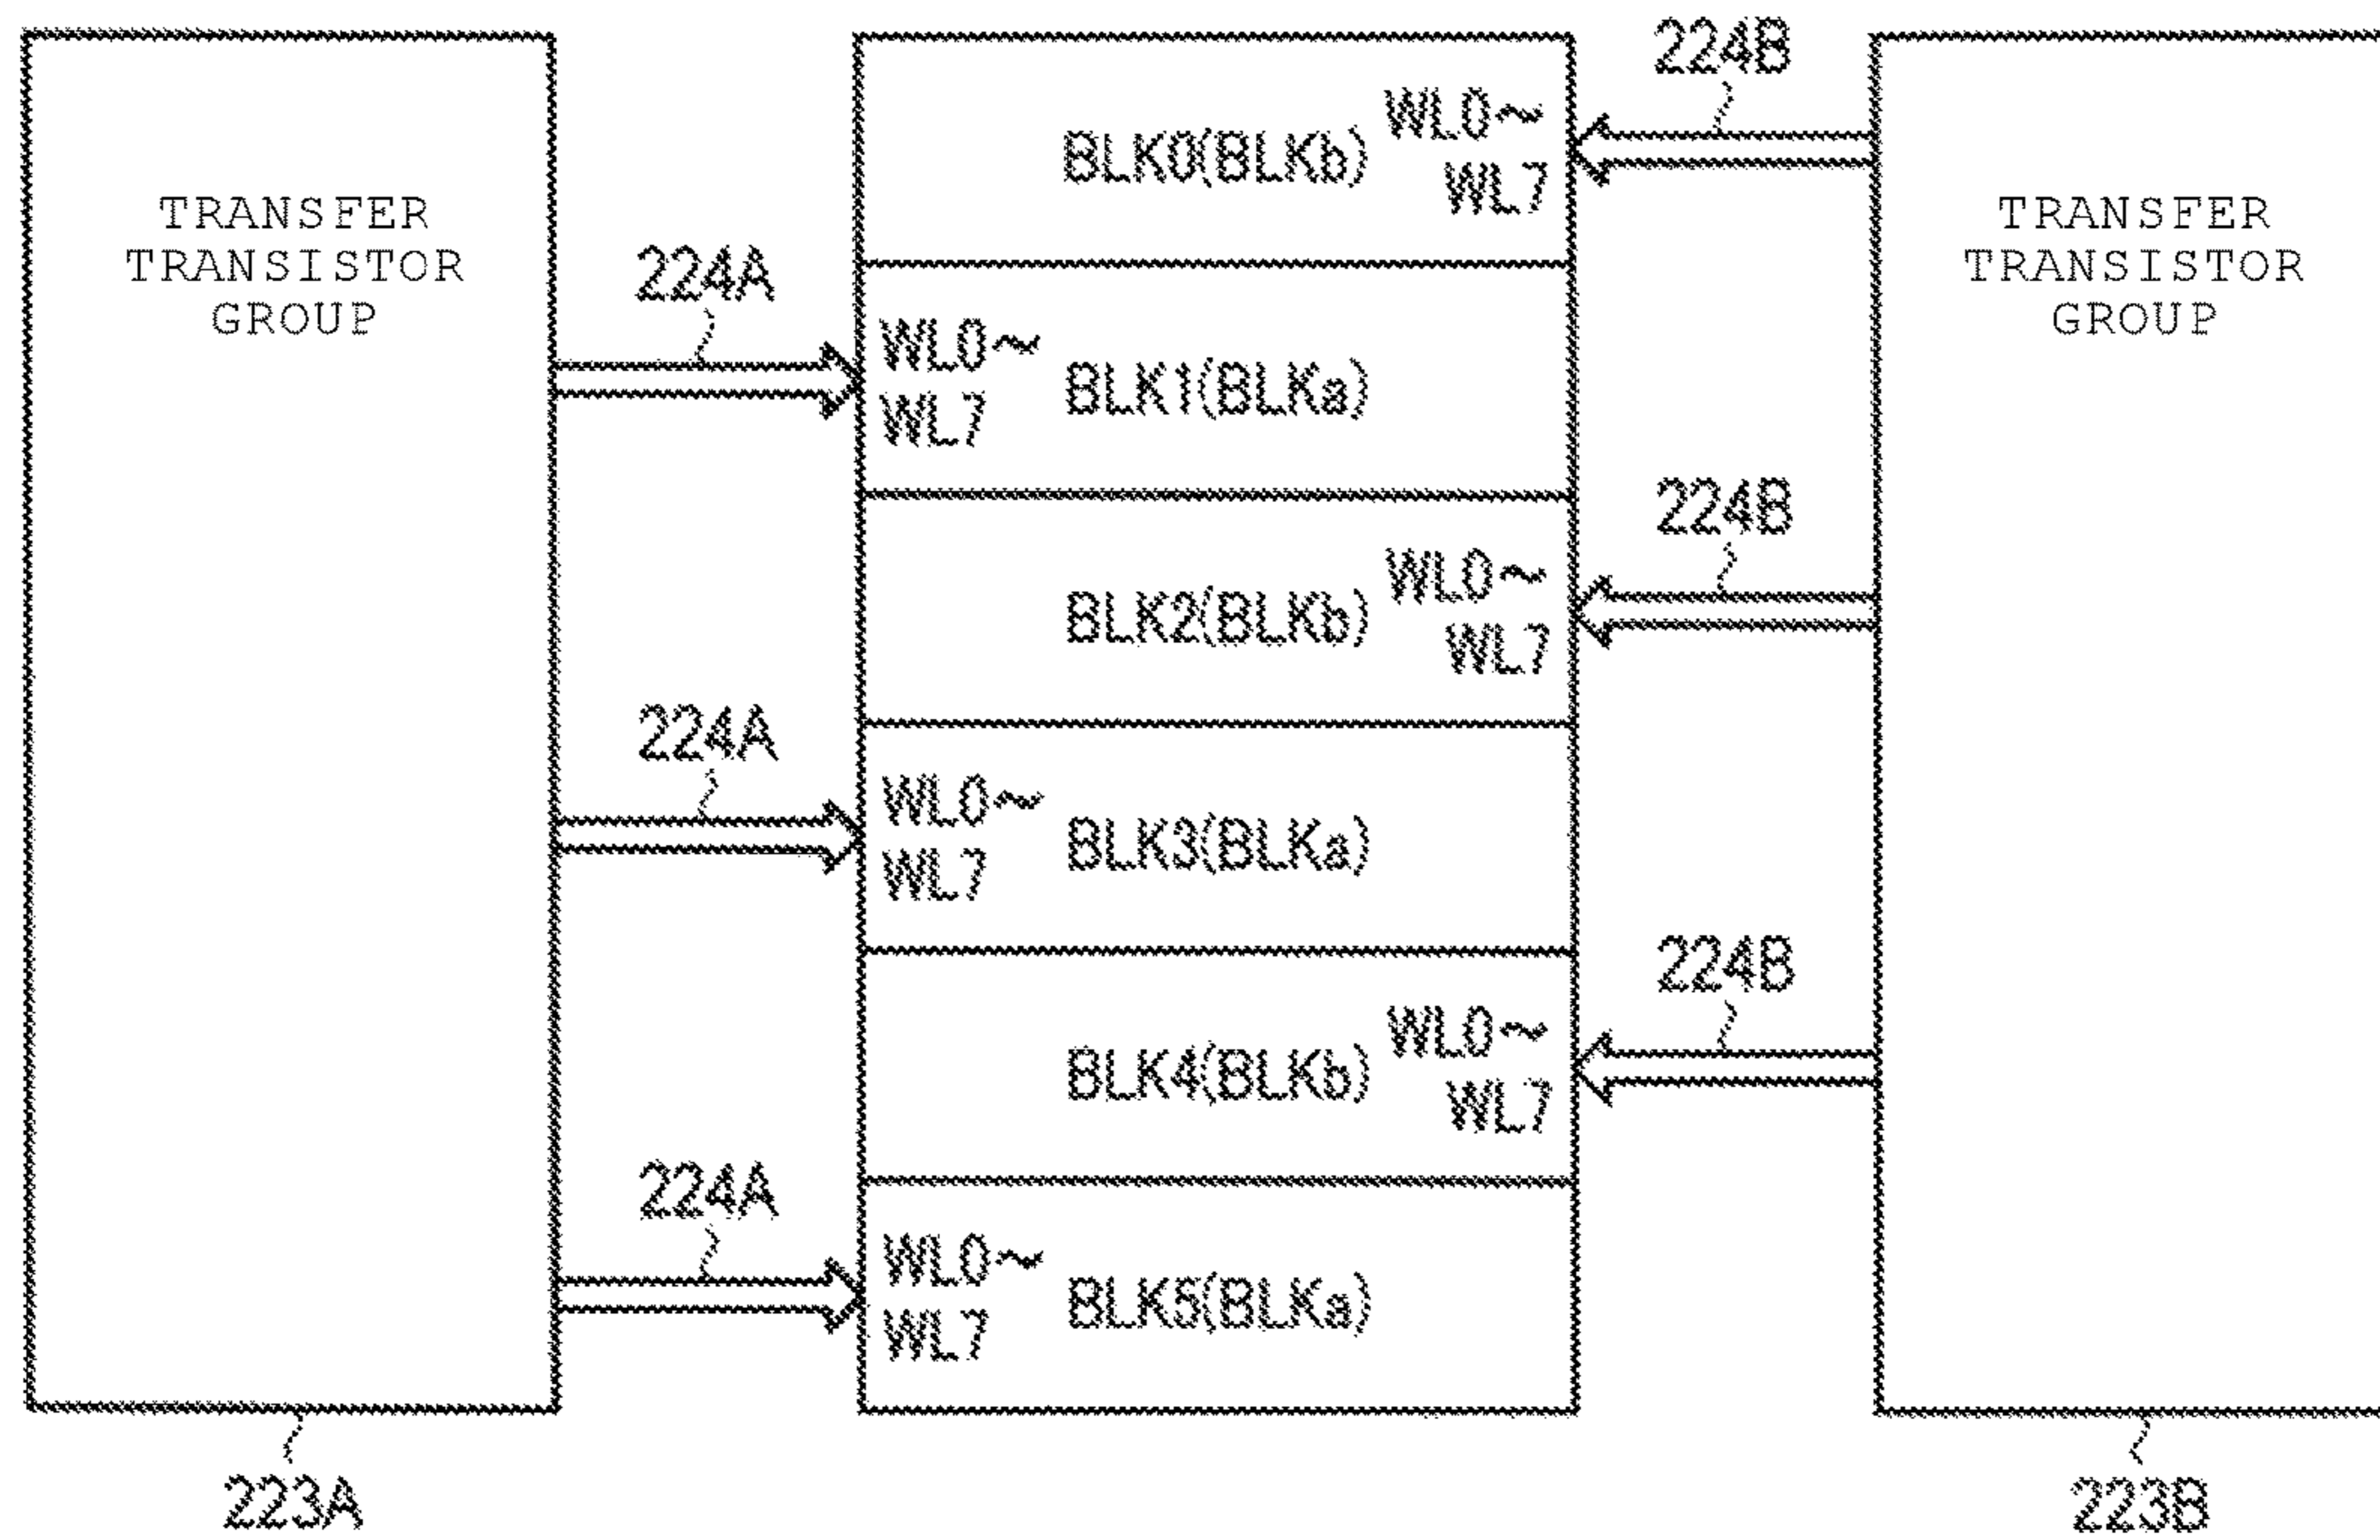 224B
BLK0(BLKb)
WL0~
WL7
TRANSFER
TRANSISTOR
GROUP
TRANSFER
TRANSISTOR
GROUP
224A
WL0~
WL7
BLK1(BLKa)
224B
BLK2(BLKb)
WL0~
WL7
224A
WL0~
WL7
BLK3(BLKa)
224B
BLK4(BLKb)
WL0~
WL7
224A
WL0~
WL7
BLK5(BLKa)
223A
223B